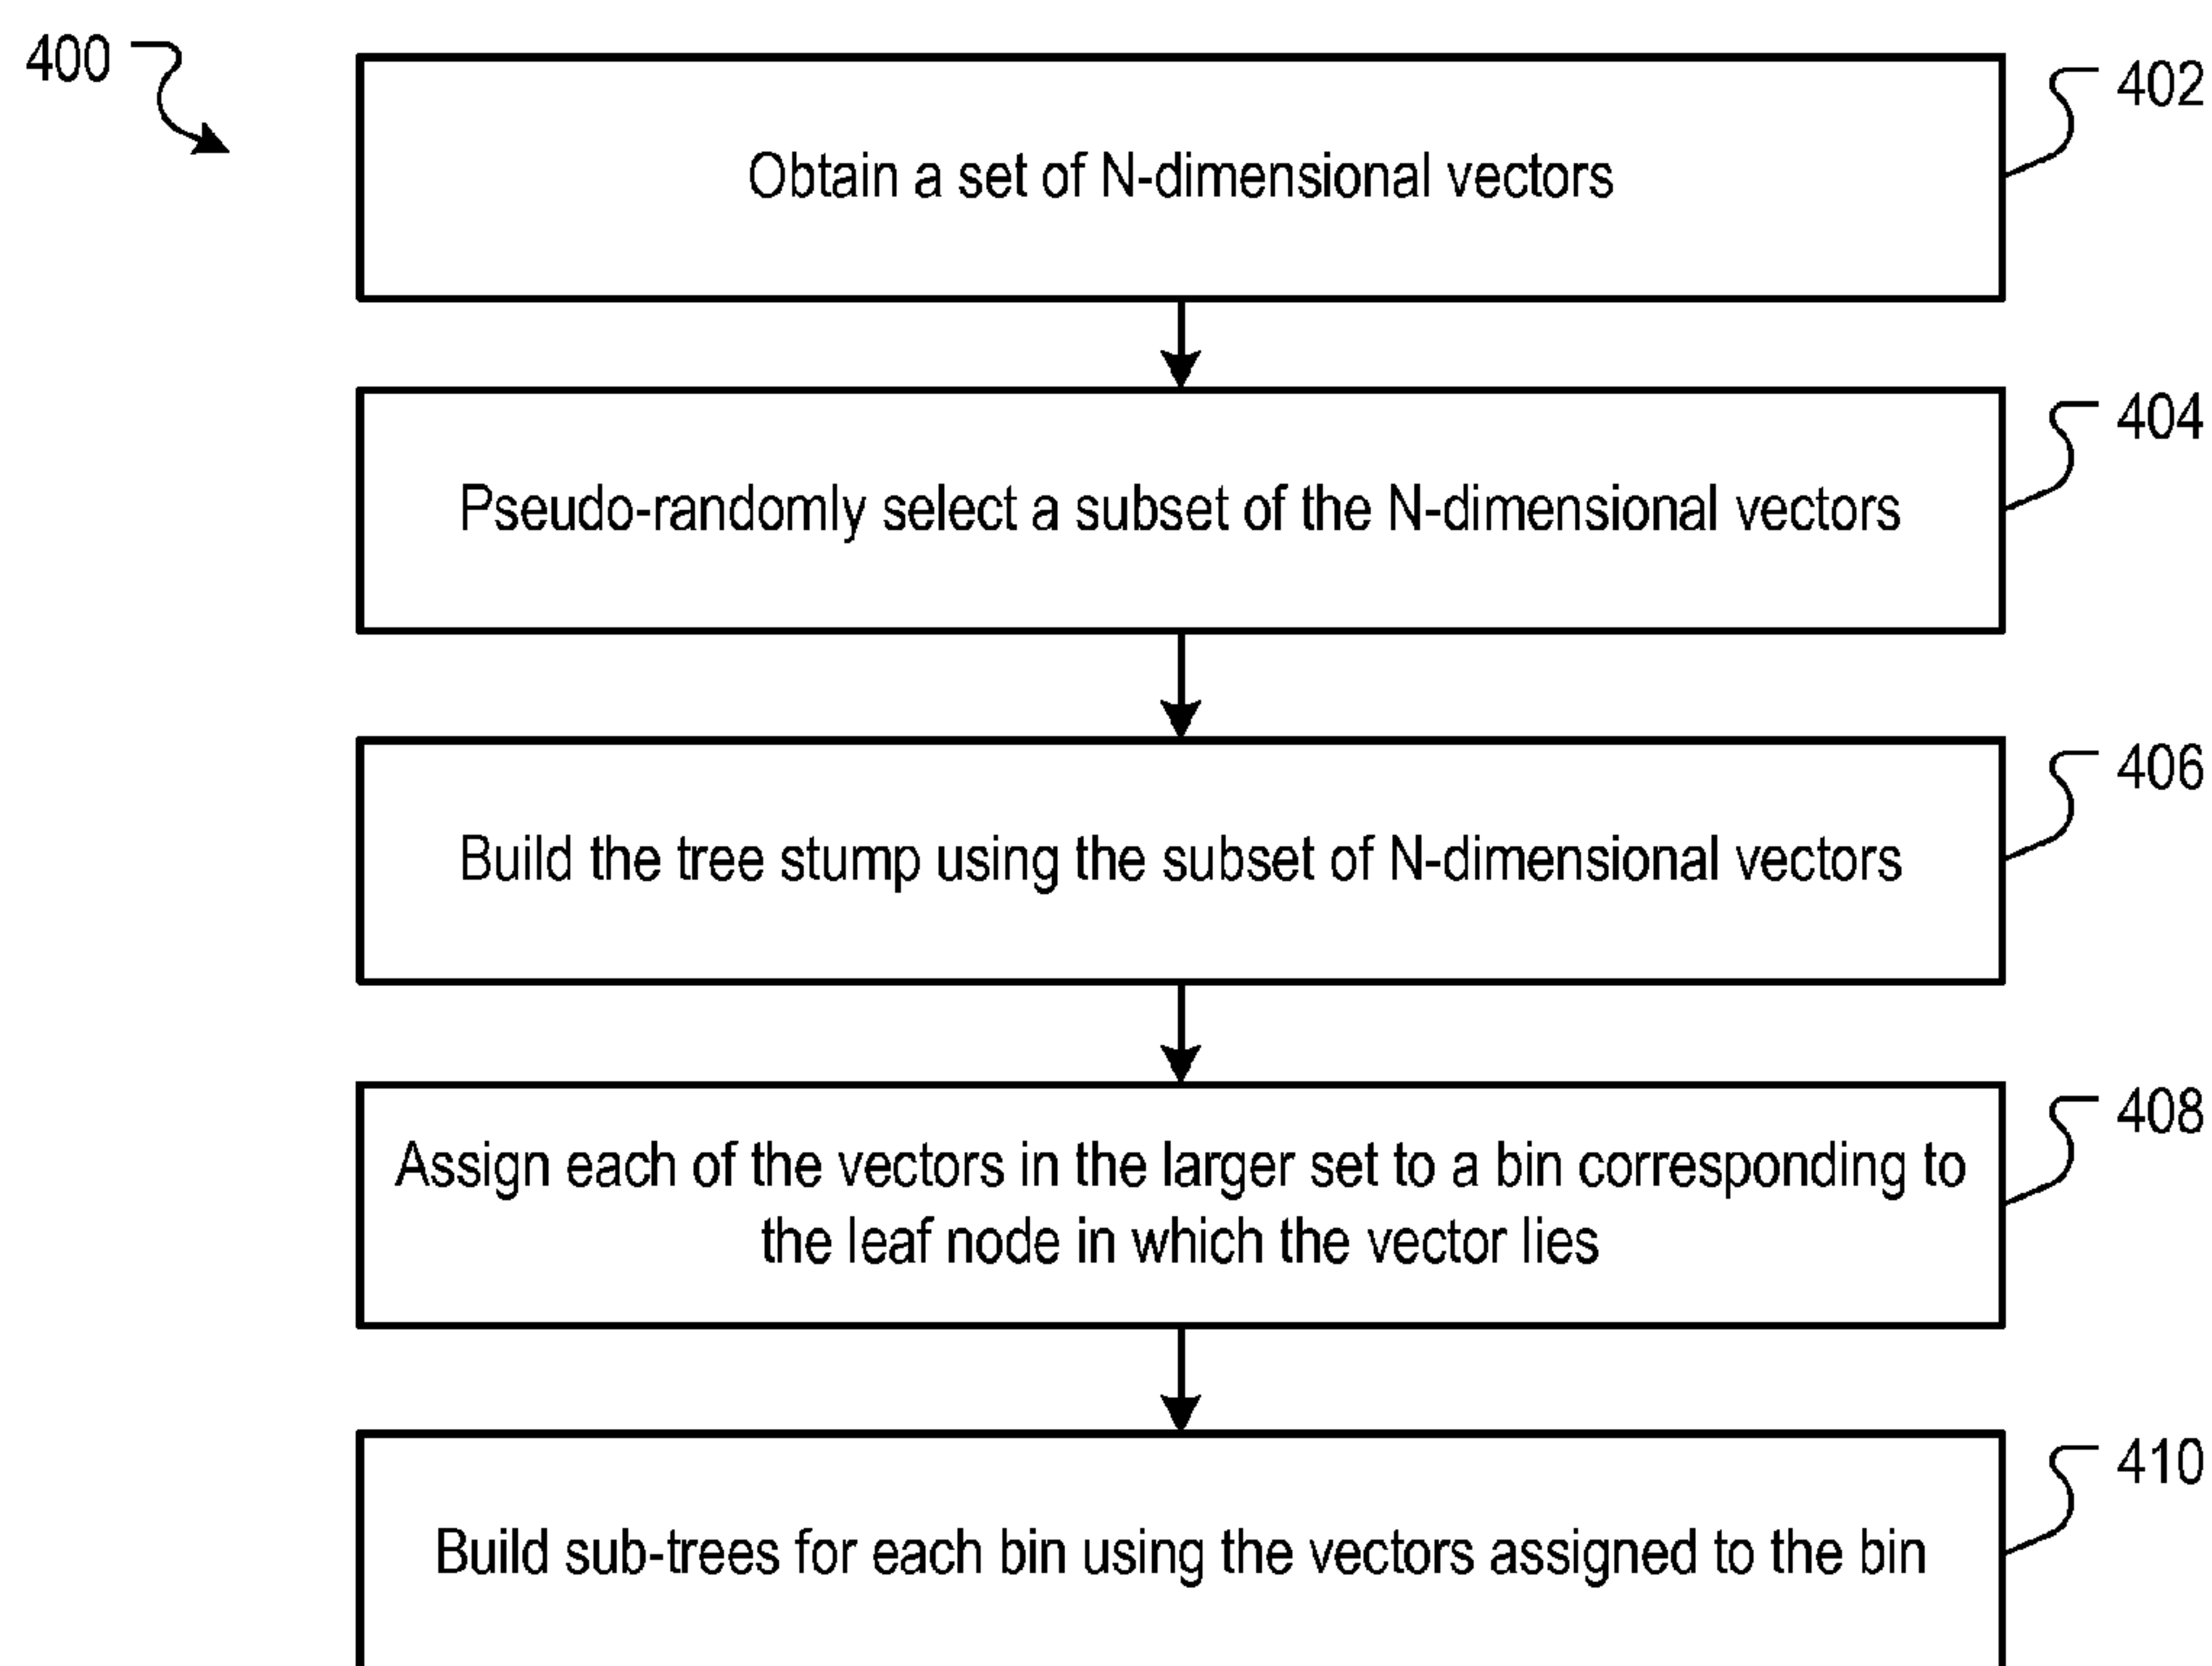 400
402
Obtain a set of N-dimensional vectors
404
Pseudo-randomly select a subset of the N-dimensional vectors
406
Build the tree stump using the subset of N-dimensional vectors
408
Assign each of the vectors in the larger set to a bin corresponding to
the leaf node in which the vector lies
410
Build sub-trees for each bin using the vectors assigned to the bin